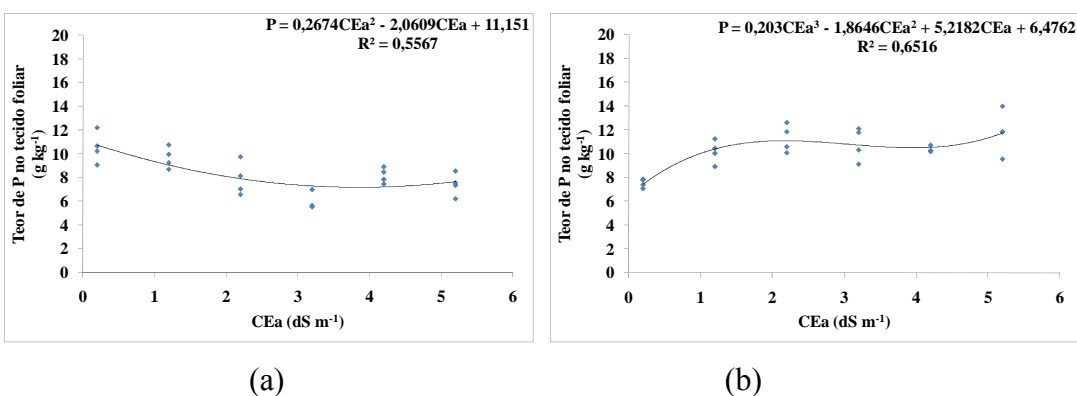 P = 0,2674CEa² - 2,0609CEa + 11,151
R² = 0,5567
Teor de P no tecido foliar
(g kg⁻¹)
20
18
16
14
12
10
8
6
4
2
0
0 1 2 3 4 5 6
CEa (dS m⁻¹)
(a)
P = 0,203CEa³ - 1,8646CEa² + 5,2182CEa + 6,4762
R² = 0,6516
Teor de P no tecido foliar
(g kg⁻¹)
20
18
16
14
12
10
8
6
4
2
0
0 1 2 3 4 5 6
CEa (dS m⁻¹)
(b)